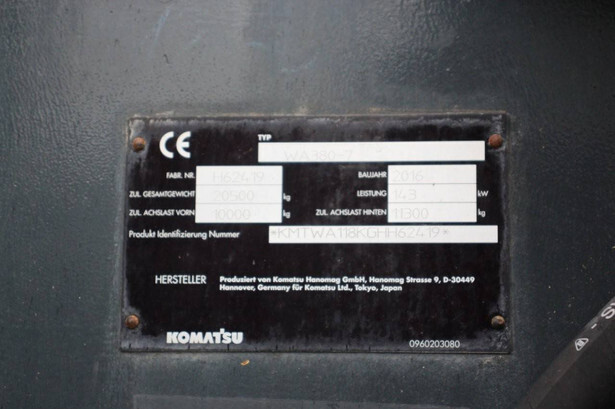 CE
TYP
WA380-7
FABR. NR. H62419 BAUJAHR 2016
ZUL. GESAMTGEWICHT 20500 kg LEISTUNG 143 kW
ZUL. ACHSLAST VORN 10000 kg ZUL. ACHSLAST HINTEN 11300 kg
Produkt Identifizierung Nummer *KMTWA118KGHH62419*
HERSTELLER Produziert von Komatsu Hanomag GmbH, Hanomag Strasse 9, D-30449
Hannover, Germany für Komatsu Ltd., Tokyo, Japan
KOMATSU 0960203080